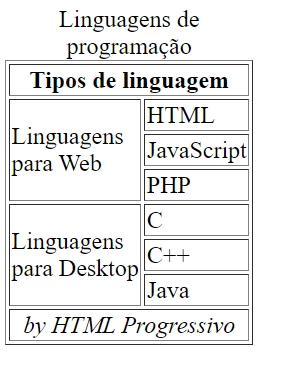 Linguagens de
programação
Tipos de linguagem
Linguagens
para Web
HTML
JavaScript
PHP
Linguagens
para Desktop
C
C++
Java
by HTML Progressivo